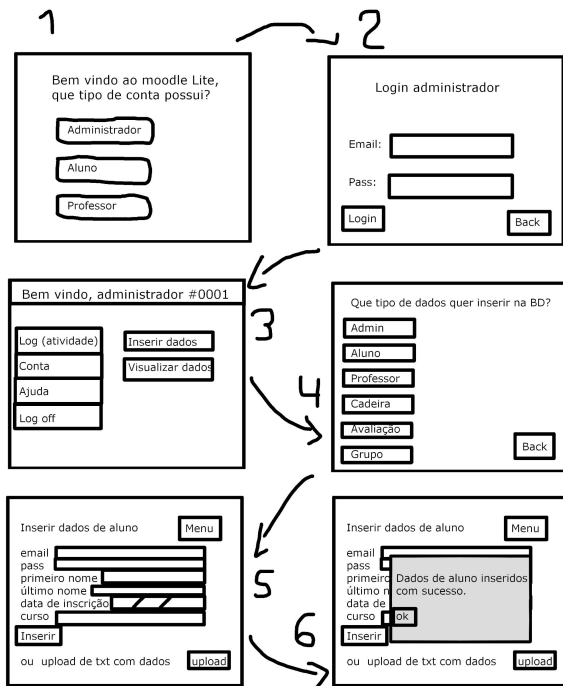 1
2
Bem vindo ao moodle Lite,
que tipo de conta possui?
Administrador
Aluno
Professor
Login administrador
Email:
Pass:
Login
Back
Bem vindo, administrador #0001
3
Log (atividade)
Conta
Ajuda
Log off
Inserir dados
Visualizar dados
4
Que tipo de dados quer inserir na BD?
Admin
Aluno
Professor
Cadeira
Avaliação
Grupo
Back
5
Inserir dados de aluno
Menu
email
pass
primeiro nome
último nome
data de inscrição
curso
Inserir
ou upload de txt com dados
upload
6
Inserir dados de aluno
Menu
email
pass
primeiro
último n
data de
curso
Dados de aluno inseridos
com sucesso.
ok
Inserir
ou upload de txt com dados
upload